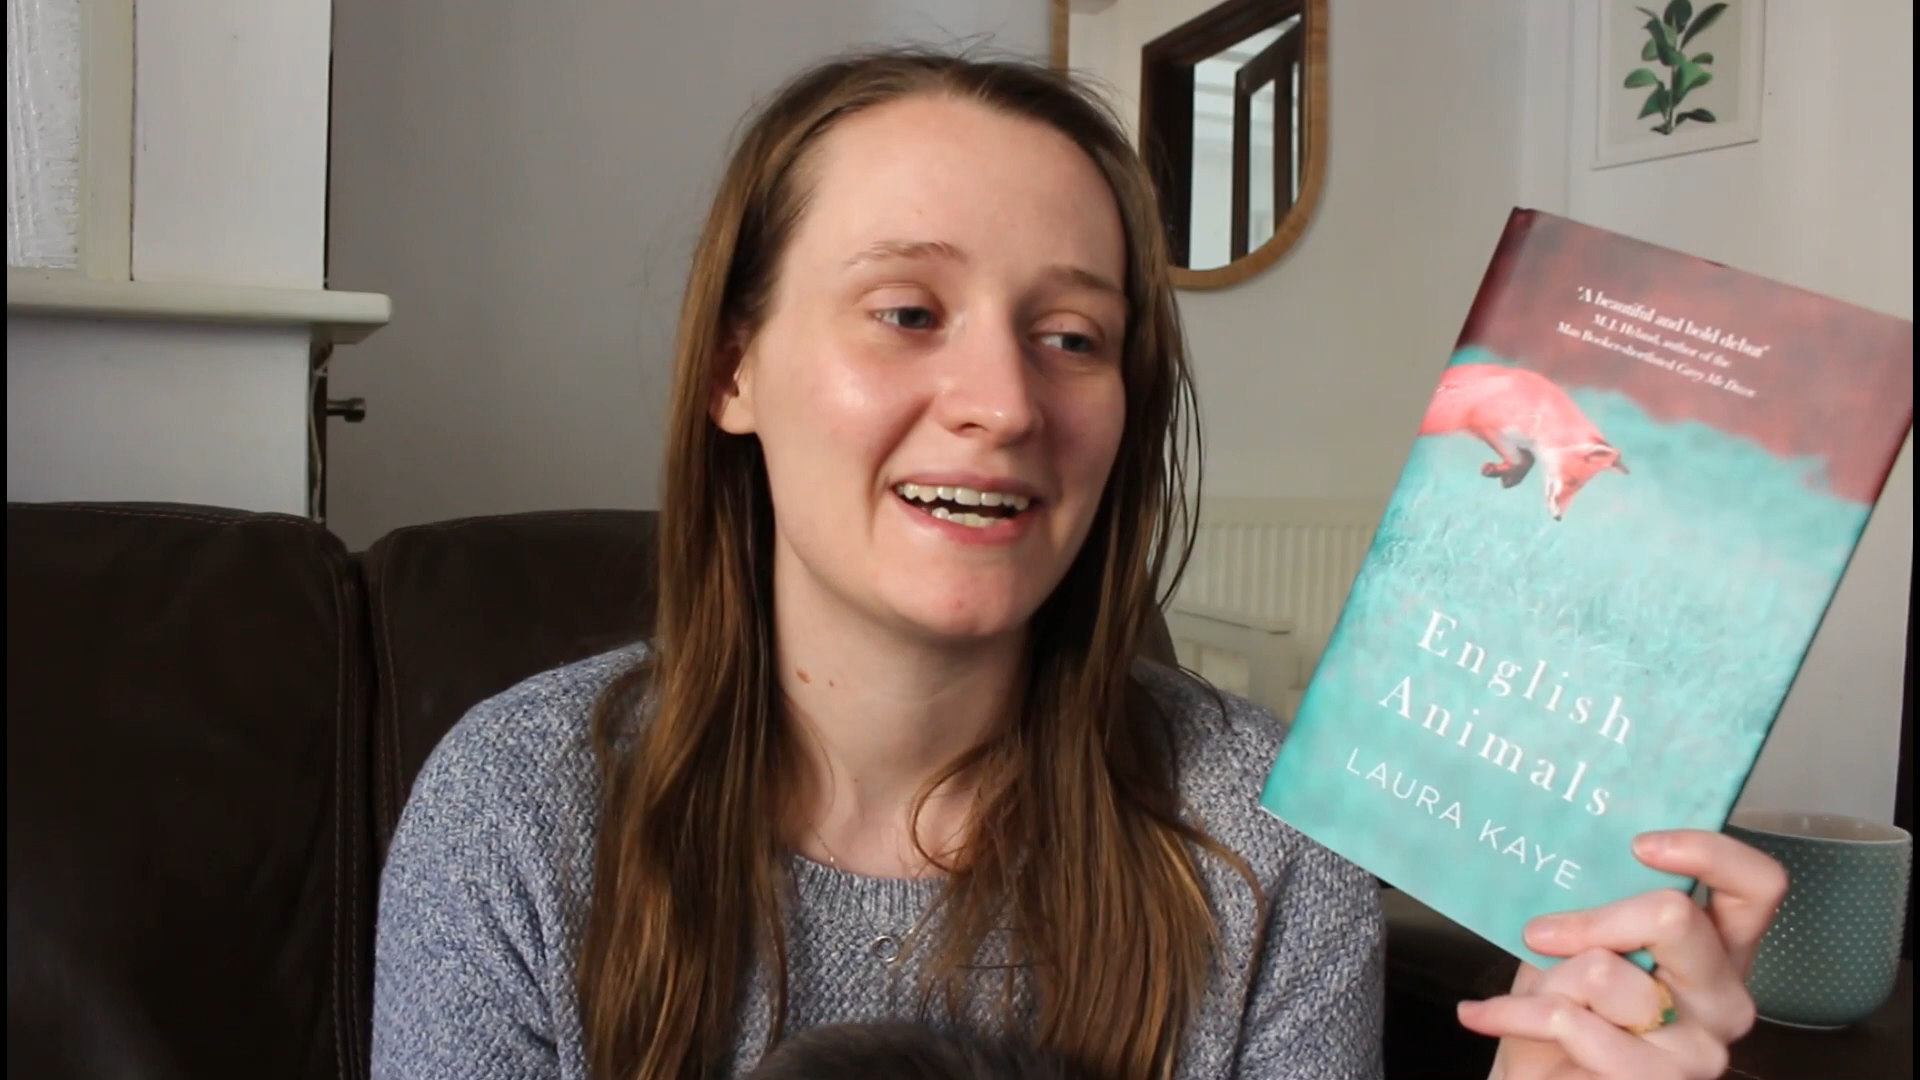 'A beautiful and bold debut'
M. J. Hyland, author of the
Man Booker-shortlisted Carry Me Down
English
Animals
LAURA KAYE